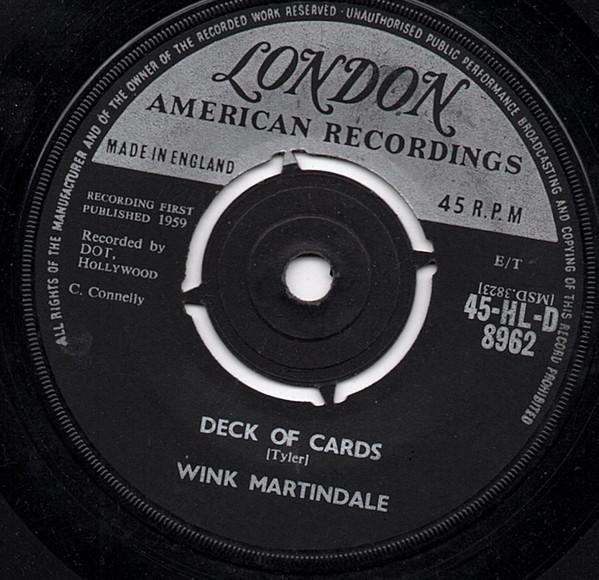 ALL RIGHTS OF THE MANUFACTURER AND OF THE OWNER OF THE RECORDED WORK RESERVED · UNAUTHORISED PUBLIC PERFORMANCE BROADCASTING AND COPYING OF THIS RECORD PROHIBITED
LONDON
AMERICAN RECORDINGS
MADE IN ENGLAND
45 R.P.M
RECORDING FIRST
PUBLISHED 1959
Recorded by
DOT,
HOLLYWOOD
C. Connelly
E/T
[MSD.3823]
45-HL-D
8962
DECK OF CARDS
[Tyler]
WINK MARTINDALE